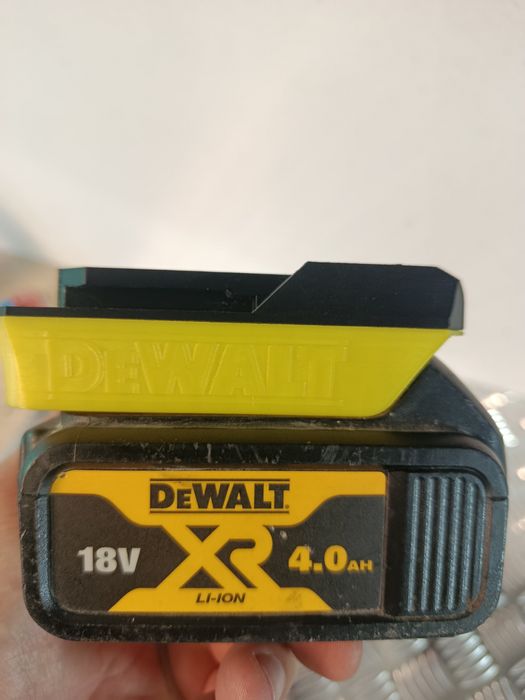 DEWALT
DEWALT
18V XR 4.0AH
LI-ION